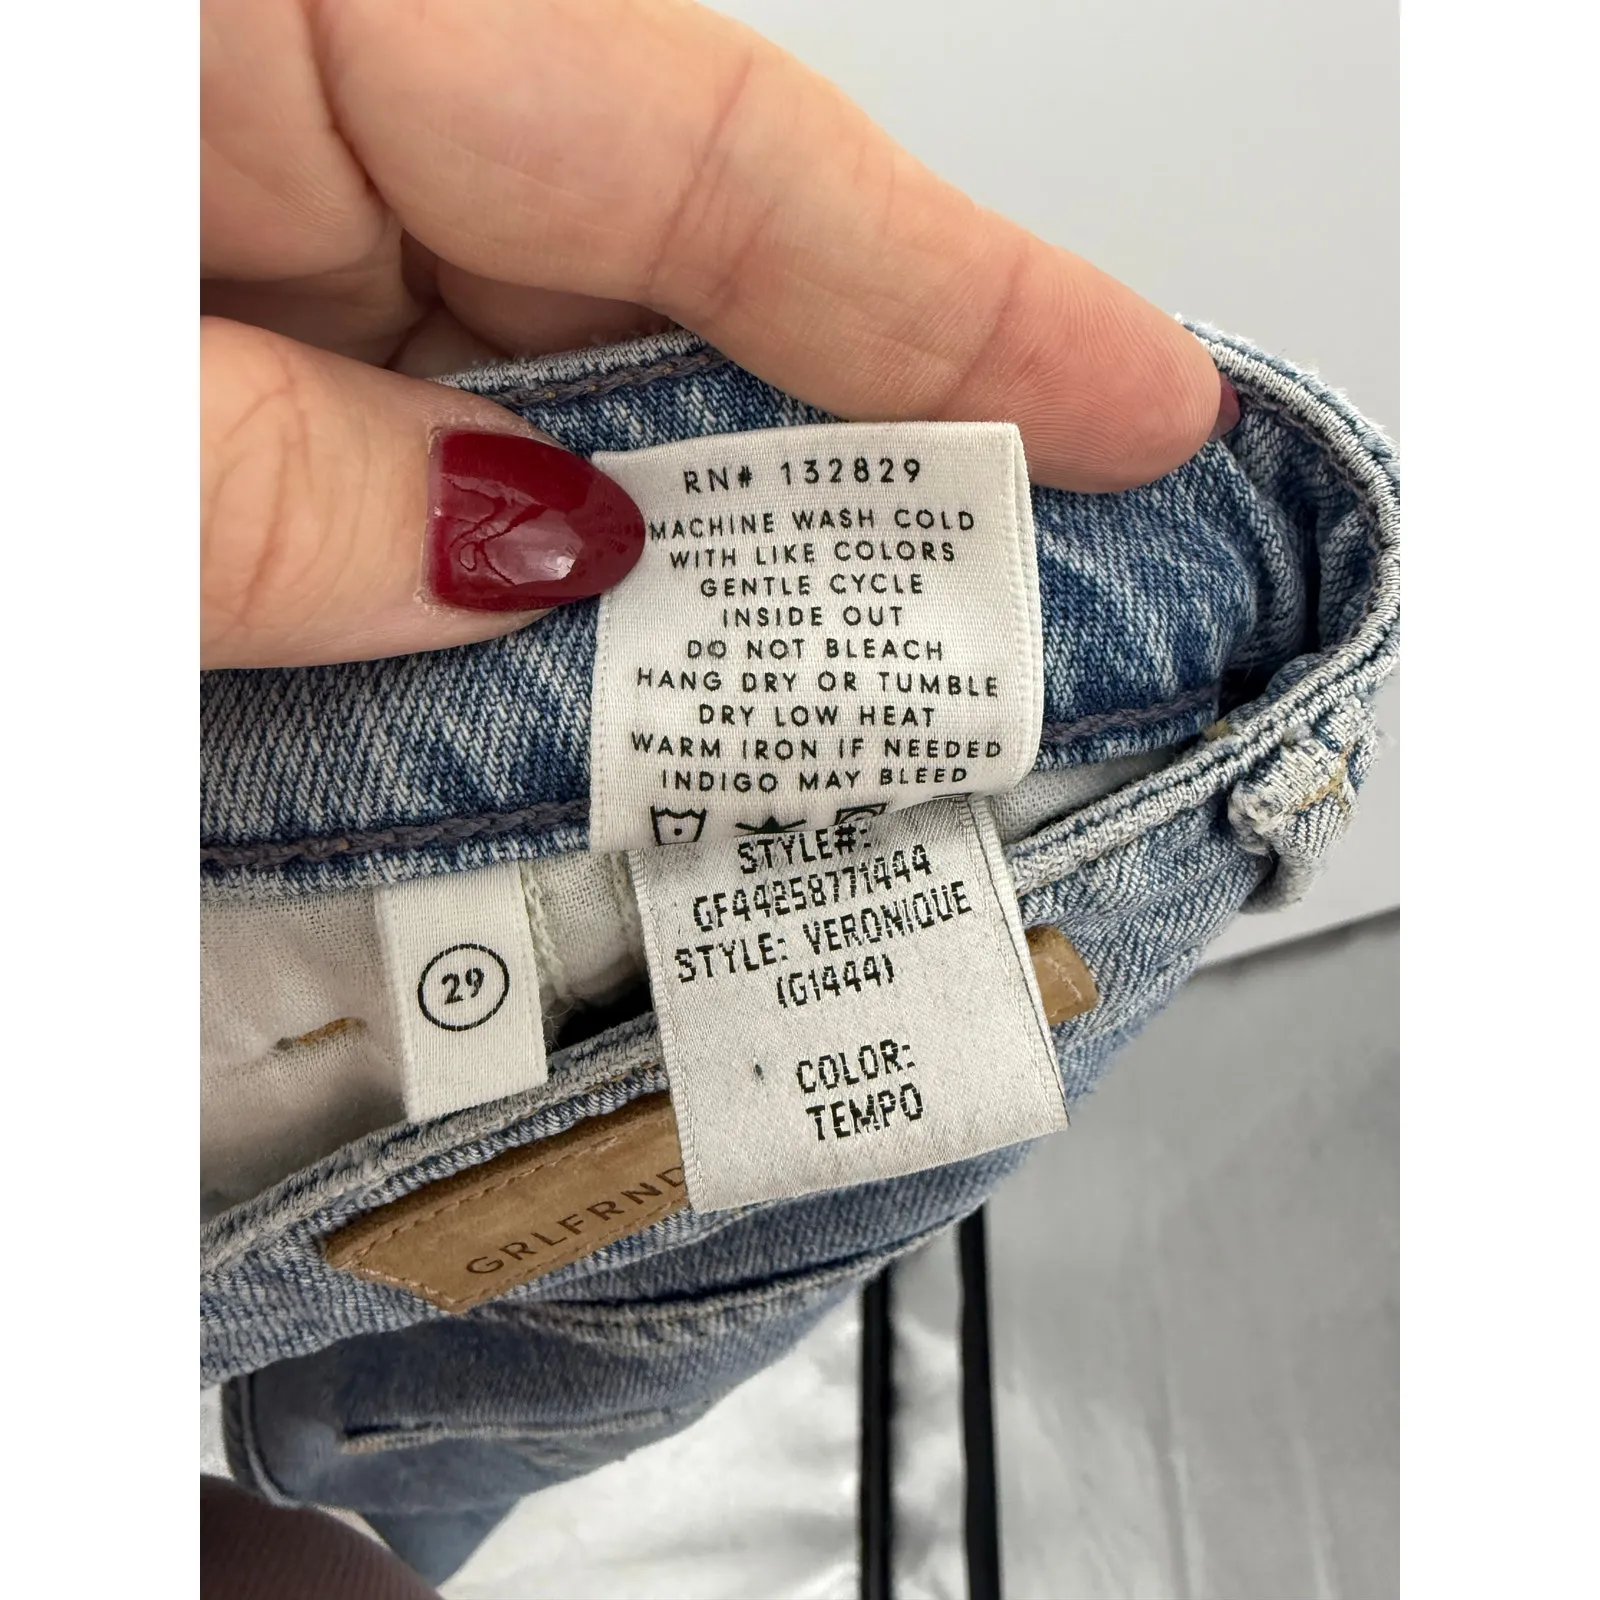 RN# 132829
MACHINE WASH COLD
WITH LIKE COLORS
GENTLE CYCLE
INSIDE OUT
DO NOT BLEACH
HANG DRY OR TUMBLE
DRY LOW HEAT
WARM IRON IF NEEDED
INDIGO MAY BLEED
STYLE#:
GF44258771444
STYLE: VERONIQUE
(G1444)
COLOR:
TEMPO
29
GRLFRND